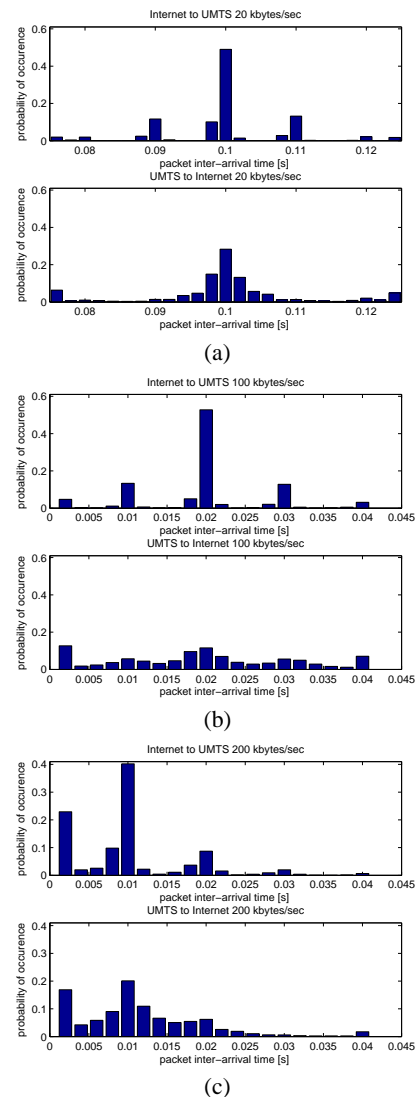 Internet to UMTS 20 kbytes/sec
probability of occurence
0.6
0.4
0.2
0
0.08 0.09 0.1 0.11 0.12
packet inter-arrival time [s]
UMTS to Internet 20 kbytes/sec
probability of occurence
0.6
0.4
0.2
0
0.08 0.09 0.1 0.11 0.12
packet inter-arrival time [s]
(a)
Internet to UMTS 100 kbytes/sec
probability of occurence
0.6
0.4
0.2
0
0 0.005 0.01 0.015 0.02 0.025 0.03 0.035 0.04 0.045
packet inter-arrival time [s]
UMTS to Internet 100 kbytes/sec
probability of occurence
0.6
0.4
0.2
0
0 0.005 0.01 0.015 0.02 0.025 0.03 0.035 0.04 0.045
packet inter-arrival time [s]
(b)
Internet to UMTS 200 kbytes/sec
probability of occurence
0.4
0.3
0.2
0.1
0
0 0.005 0.01 0.015 0.02 0.025 0.03 0.035 0.04 0.045
packet inter-arrival time [s]
UMTS to Internet 200 kbytes/sec
probability of occurence
0.4
0.3
0.2
0.1
0
0 0.005 0.01 0.015 0.02 0.025 0.03 0.035 0.04 0.045
packet inter-arrival time [s]
(c)